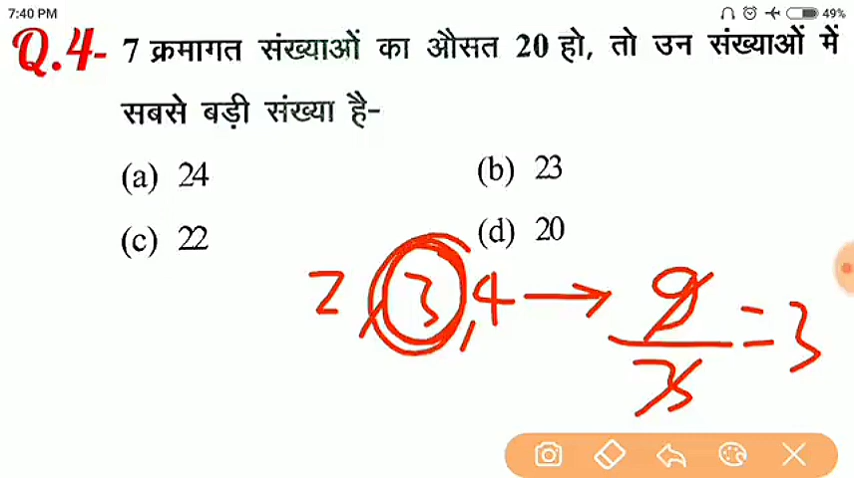 7:40 PM
49%
Q.4- 7 क्रमागत संख्याओं का औसत 20 हो, तो उन संख्याओं में
सबसे बड़ी संख्या है-
(a) 24
(b) 23
(c) 22
(d) 20
2, 3, 4 → 9/3 = 3